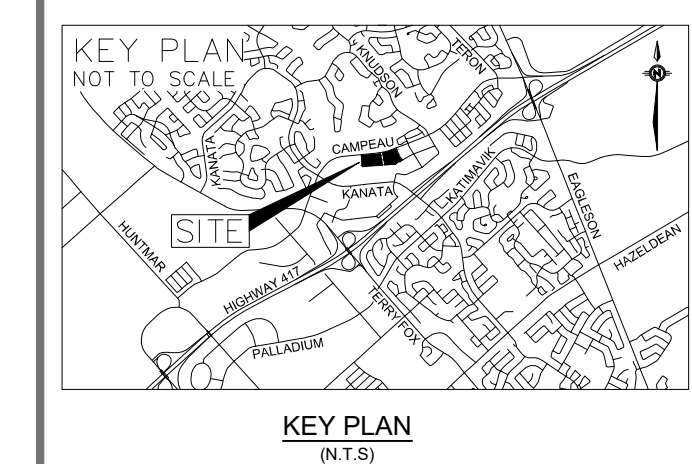 KEY PLAN
NOT TO SCALE
KNUDSON
TERON
N
CAMPEAU
KANATA
KANATA
KATIMAVIK
EAGLESON
SITE
HUNTMAR
HAZELDEAN
HIGHWAY 417
TERRY FOX
PALLADIUM
KEY PLAN
(N.T.S)